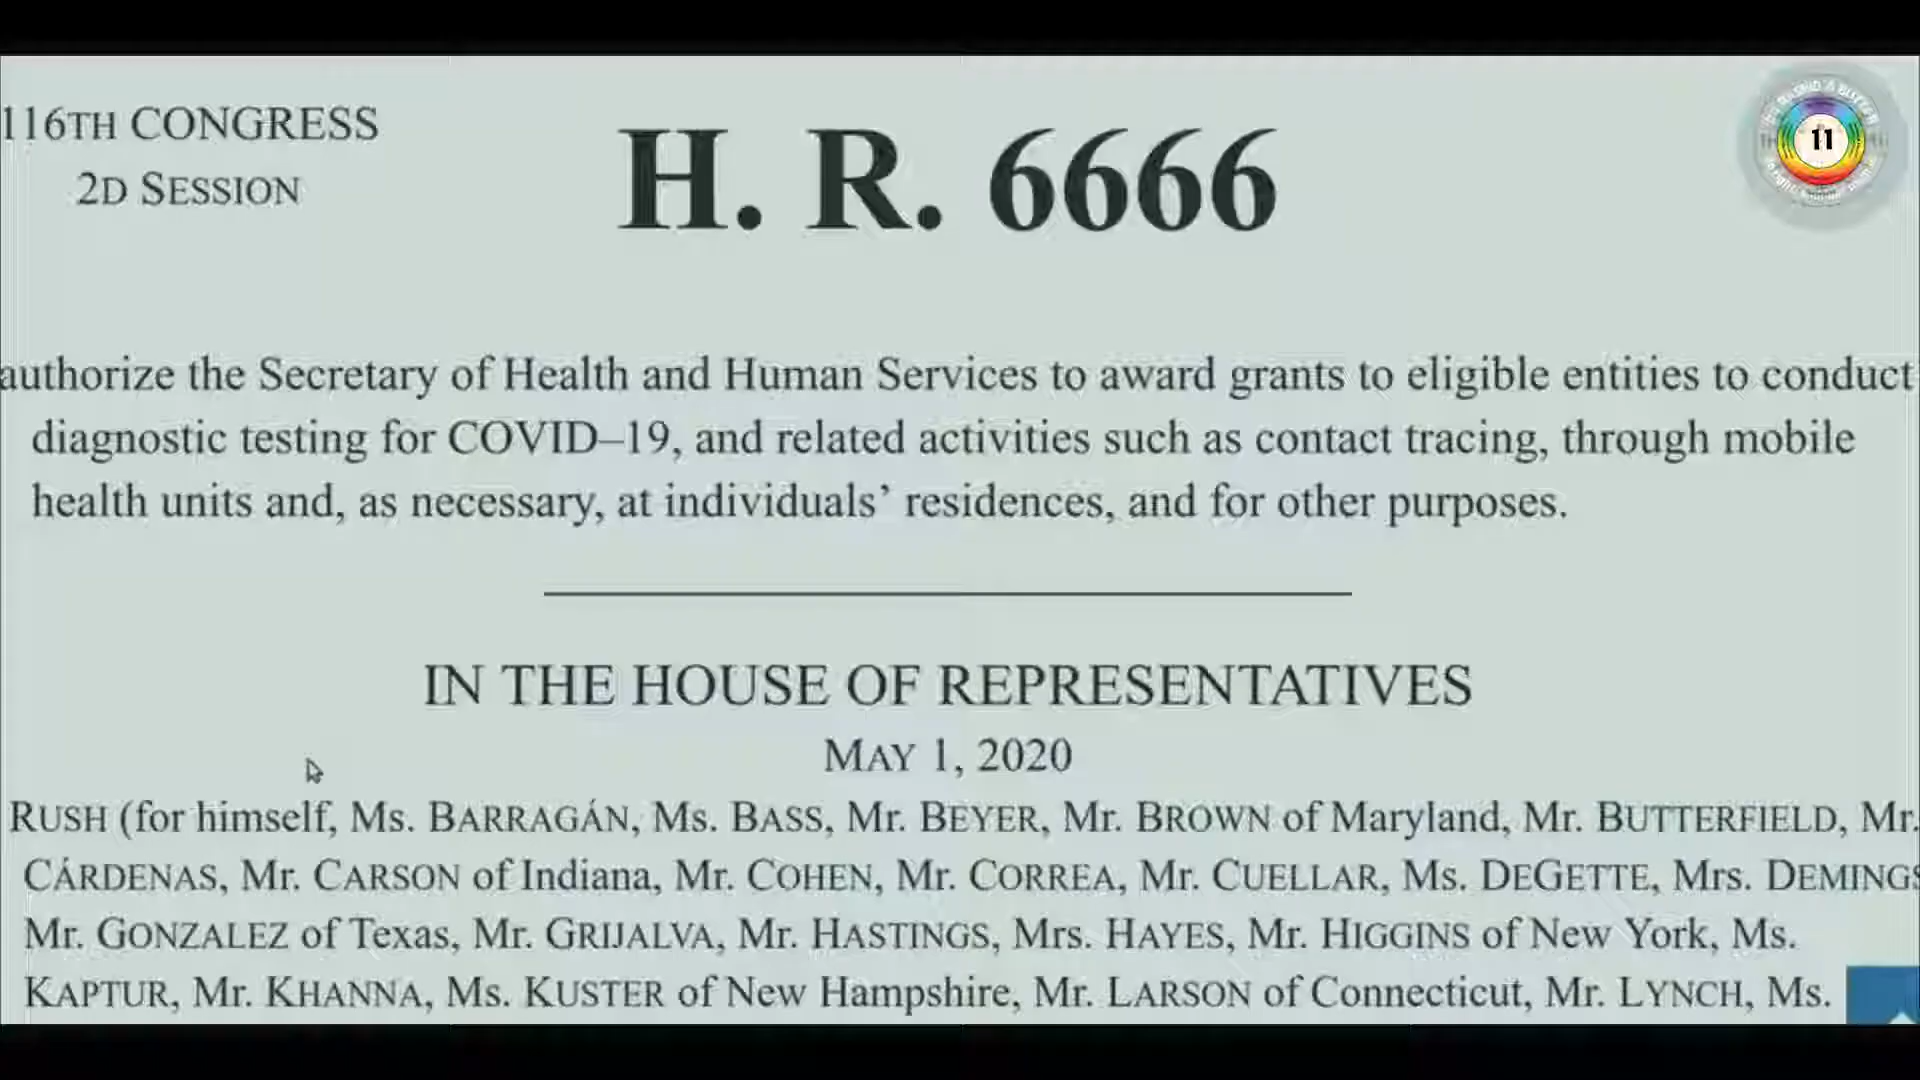 116TH CONGRESS
2D SESSION
H. R. 6666
11
authorize the Secretary of Health and Human Services to award grants to eligible entities to conduct
diagnostic testing for COVID–19, and related activities such as contact tracing, through mobile
health units and, as necessary, at individuals’ residences, and for other purposes.
IN THE HOUSE OF REPRESENTATIVES
MAY 1, 2020
RUSH (for himself, Ms. BARRAGÁN, Ms. BASS, Mr. BEYER, Mr. BROWN of Maryland, Mr. BUTTERFIELD, Mr.
CÁRDENAS, Mr. CARSON of Indiana, Mr. COHEN, Mr. CORREA, Mr. CUELLAR, Ms. DEGETTE, Mrs. DEMINGS
Mr. GONZALEZ of Texas, Mr. GRIJALVA, Mr. HASTINGS, Mrs. HAYES, Mr. HIGGINS of New York, Ms.
KAPTUR, Mr. KHANNA, Ms. KUSTER of New Hampshire, Mr. LARSON of Connecticut, Mr. LYNCH, Ms.